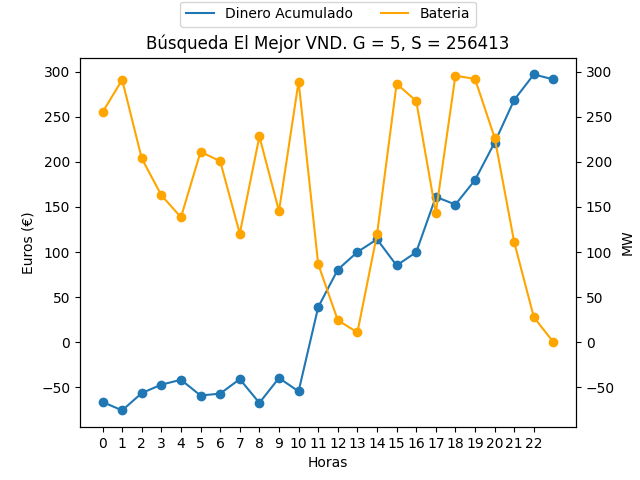 Dinero Acumulado Bateria
Búsqueda El Mejor VND. G = 5, S = 256413
300 300
250 250
200 200
150 150
100 100
50 50
0 0
−50 −50
Euros (€)
MW
0 1 2 3 4 5 6 7 8 9 10 11 12 13 14 15 16 17 18 19 20 21 22
Horas